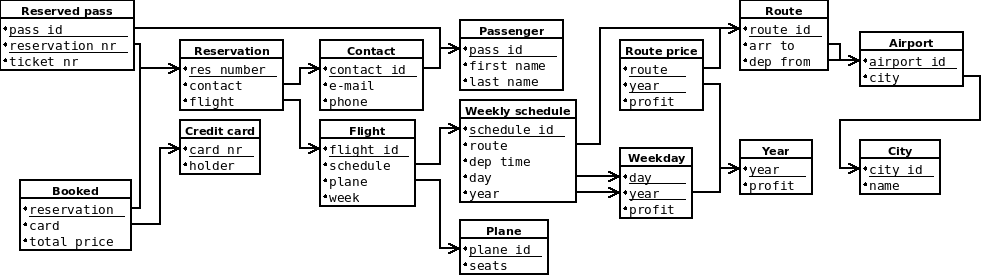 Reserved pass
pass id
reservation nr
ticket nr
Reservation
res number
contact
flight
Credit card
card nr
holder
Booked
reservation
card
total price
Contact
contact id
e-mail
phone
Flight
flight id
schedule
plane
week
Passenger
pass id
first name
last name
Weekly schedule
schedule id
route
dep time
day
year
Plane
plane id
seats
Route price
route
year
profit
Weekday
day
year
profit
Route
route id
arr to
dep from
Year
year
profit
Airport
airport id
city
City
city id
name